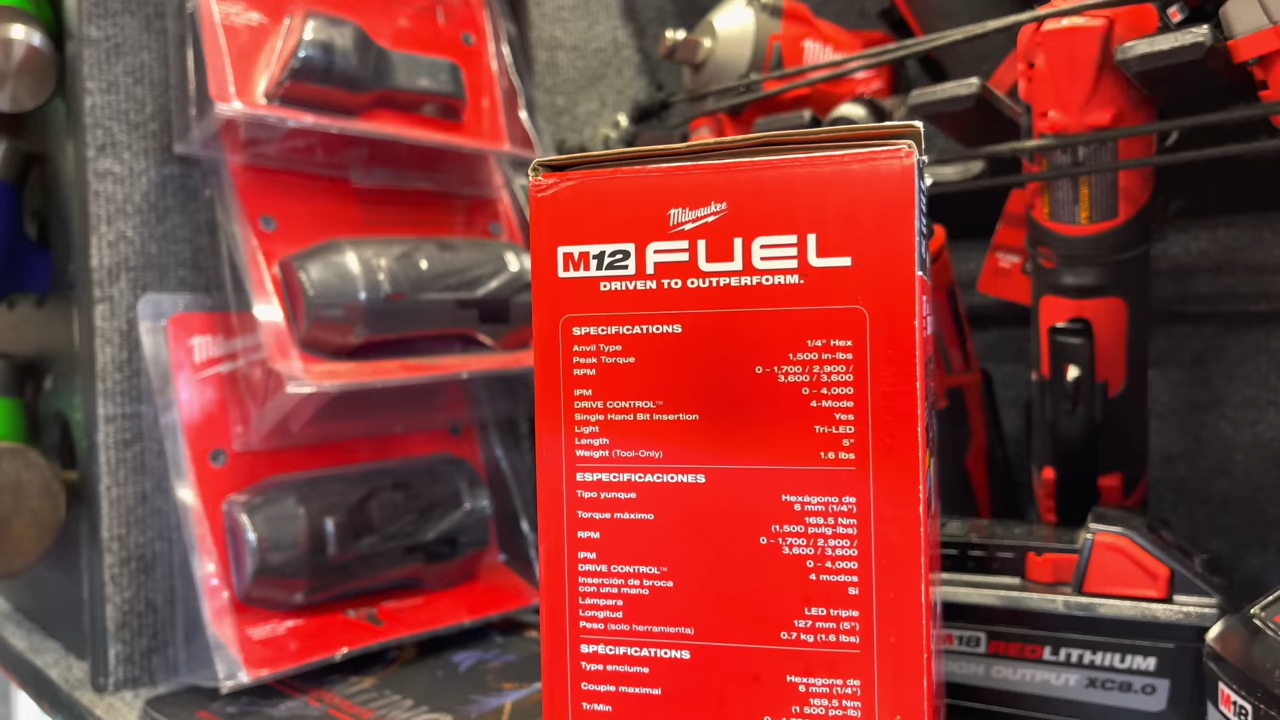 Milwaukee
M12 FUEL
DRIVEN TO OUTPERFORM.™
SPECIFICATIONS
Anvil Type 1/4" Hex
Peak Torque 1,500 in-lbs
RPM 0 - 1,700 / 2,900 /
3,600 / 3,600
IPM 0 - 4,000
DRIVE CONTROL™ 4-Mode
Single Hand Bit Insertion Yes
Light Tri-LED
Length 5"
Weight (Tool-Only) 1.6 lbs
ESPECIFICACIONES
Tipo yunque Hexágono de
6 mm (1/4")
Torque máximo 169.5 Nm
(1,500 puig-lbs)
RPM 0 - 1,700 / 2,900 /
3,600 / 3,600
IPM 0 - 4,000
DRIVE CONTROL™ 4 modos
Inserción de broca
con una mano Sí
Lámpara LED triple
Longitud 127 mm (5")
Peso (solo herramienta) 0.7 kg (1.6 lbs)
SPÉCIFICATIONS
Type enclume Hexagone de
6 mm (1/4")
Couple maximal 169,5 Nm
(1 500 po-lb)
Tr/Min
Milwaukee
Milwaukee
M18 REDLITHIUM
HIGH OUTPUT XC8.0
M18